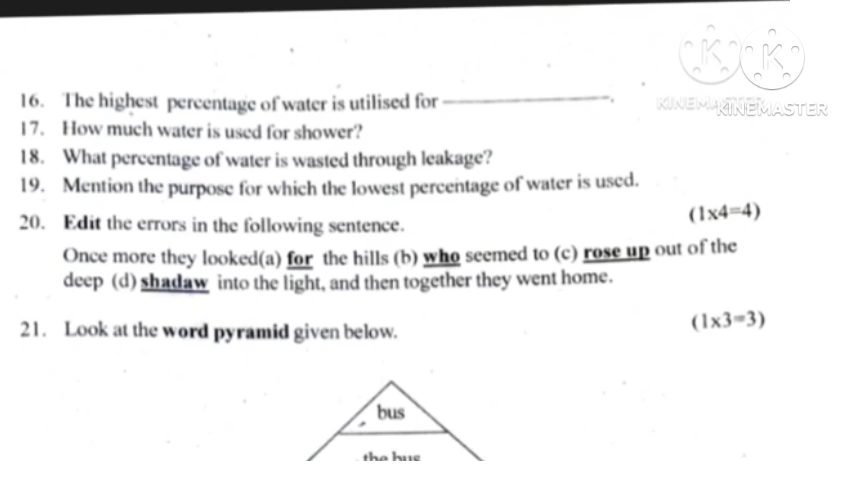 KINEMASTER
KINEMASTER
16. The highest percentage of water is utilised for ____________.
17. How much water is used for shower?
18. What percentage of water is wasted through leakage?
19. Mention the purpose for which the lowest percentage of water is used.
(1x4=4)
20. Edit the errors in the following sentence.
Once more they looked(a) for the hills (b) who seemed to (c) rose up out of the
deep (d) shadaw into the light, and then together they went home.
(1x3=3)
21. Look at the word pyramid given below.
bus
the bus